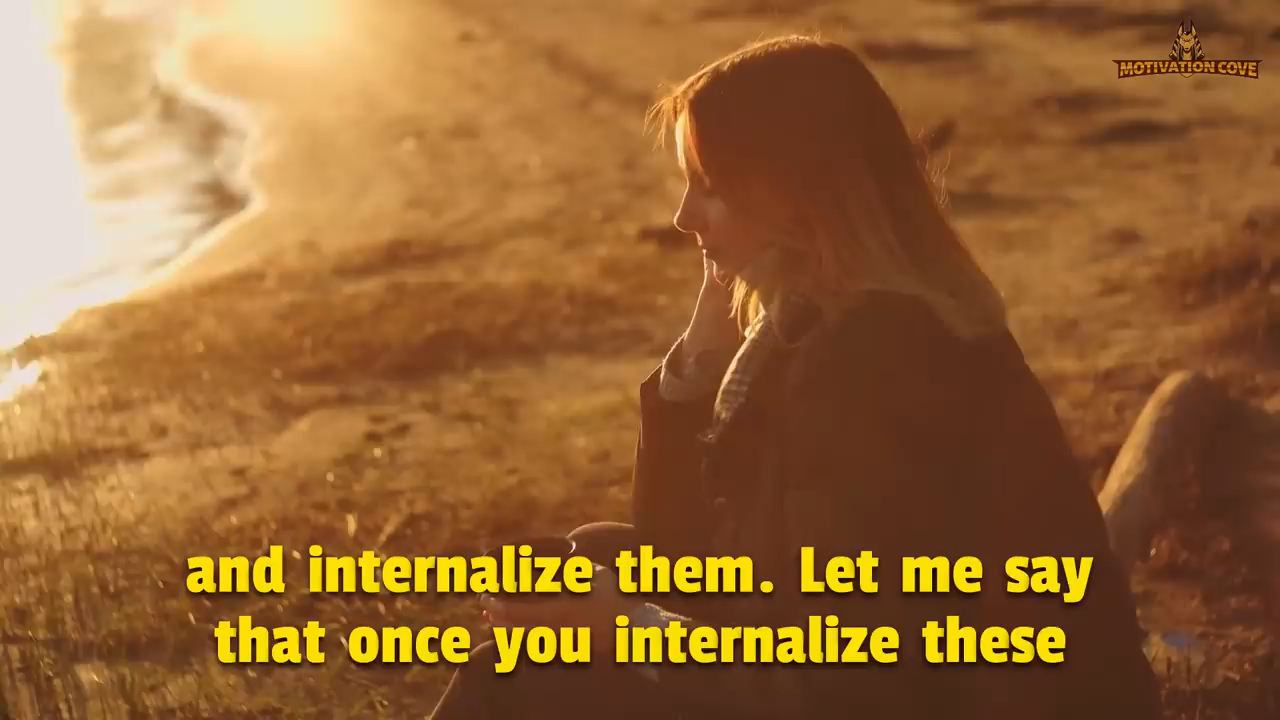 MOTIVATION COVE
and internalize them. Let me say
that once you internalize these